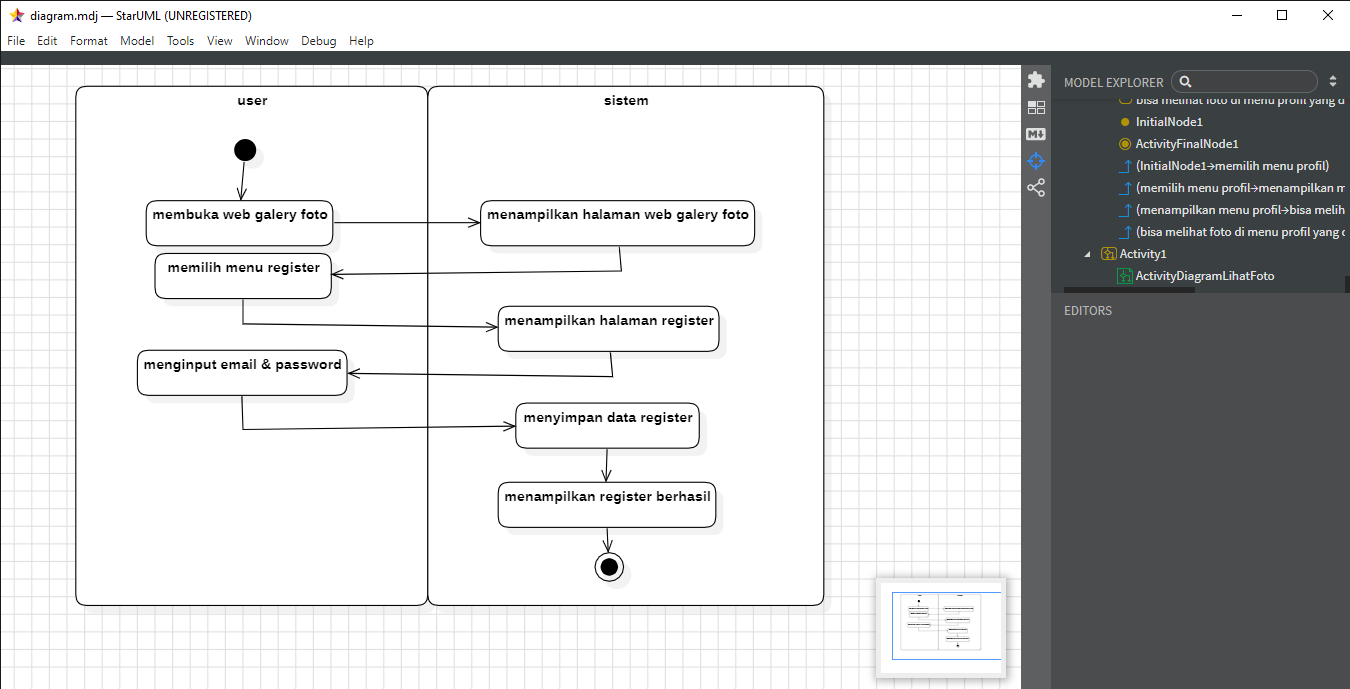 diagram.mdj — StarUML (UNREGISTERED)
File Edit Format Model Tools View Window Debug Help
user
sistem
membuka web galery foto
menampilkan halaman web galery foto
memilih menu register
menampilkan halaman register
menginput email & password
menyimpan data register
menampilkan register berhasil
MODEL EXPLORER
bisa melihat foto di menu profil yang d
InitialNode1
ActivityFinalNode1
(InitialNode1→memilih menu profil)
(memilih menu profil→menampilkan m
(menampilkan menu profil→bisa melih
(bisa melihat foto di menu profil yang d
Activity1
ActivityDiagramLihatFoto
EDITORS